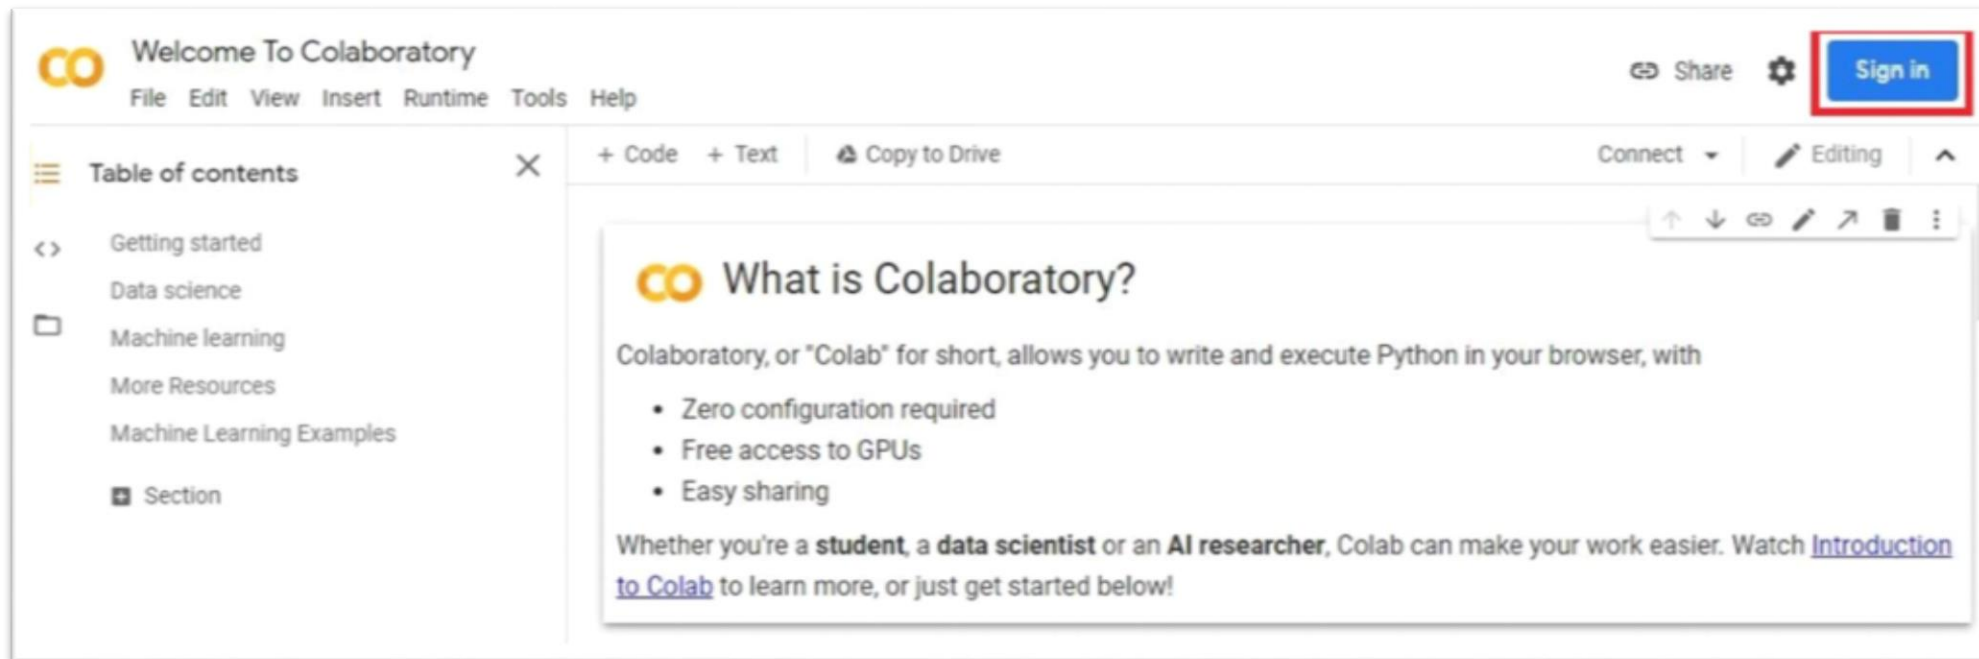 Welcome To Colaboratory
File Edit View Insert Runtime Tools Help
Share
Sign in
Table of contents
Getting started
Data science
Machine learning
More Resources
Machine Learning Examples
Section
+ Code + Text Copy to Drive
Connect Editing
CO What is Colaboratory?
Colaboratory, or "Colab" for short, allows you to write and execute Python in your browser, with
• Zero configuration required
• Free access to GPUs
• Easy sharing
Whether you're a student, a data scientist or an AI researcher, Colab can make your work easier. Watch Introduction
to Colab to learn more, or just get started below!